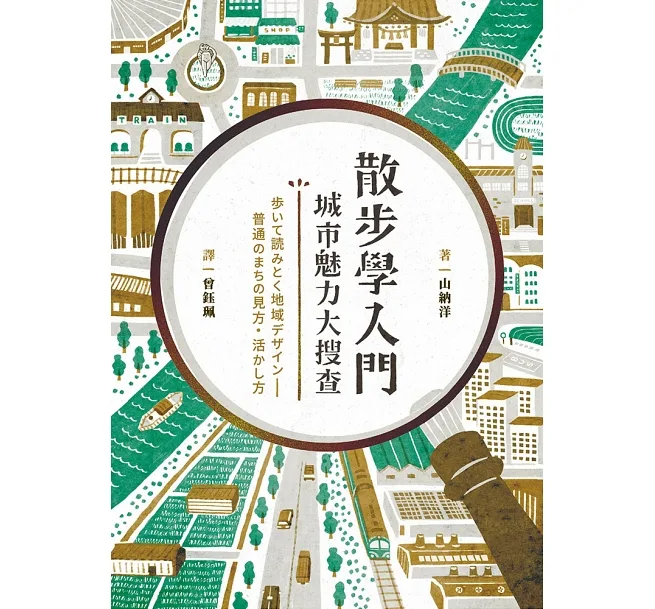 散步學入門
城市魅力大搜查
歩いて読みとく地域デザイン──
普通のまちの見方・活かし方
著｜山納洋
譯｜曾鈺珮
SHOP
TRAIN